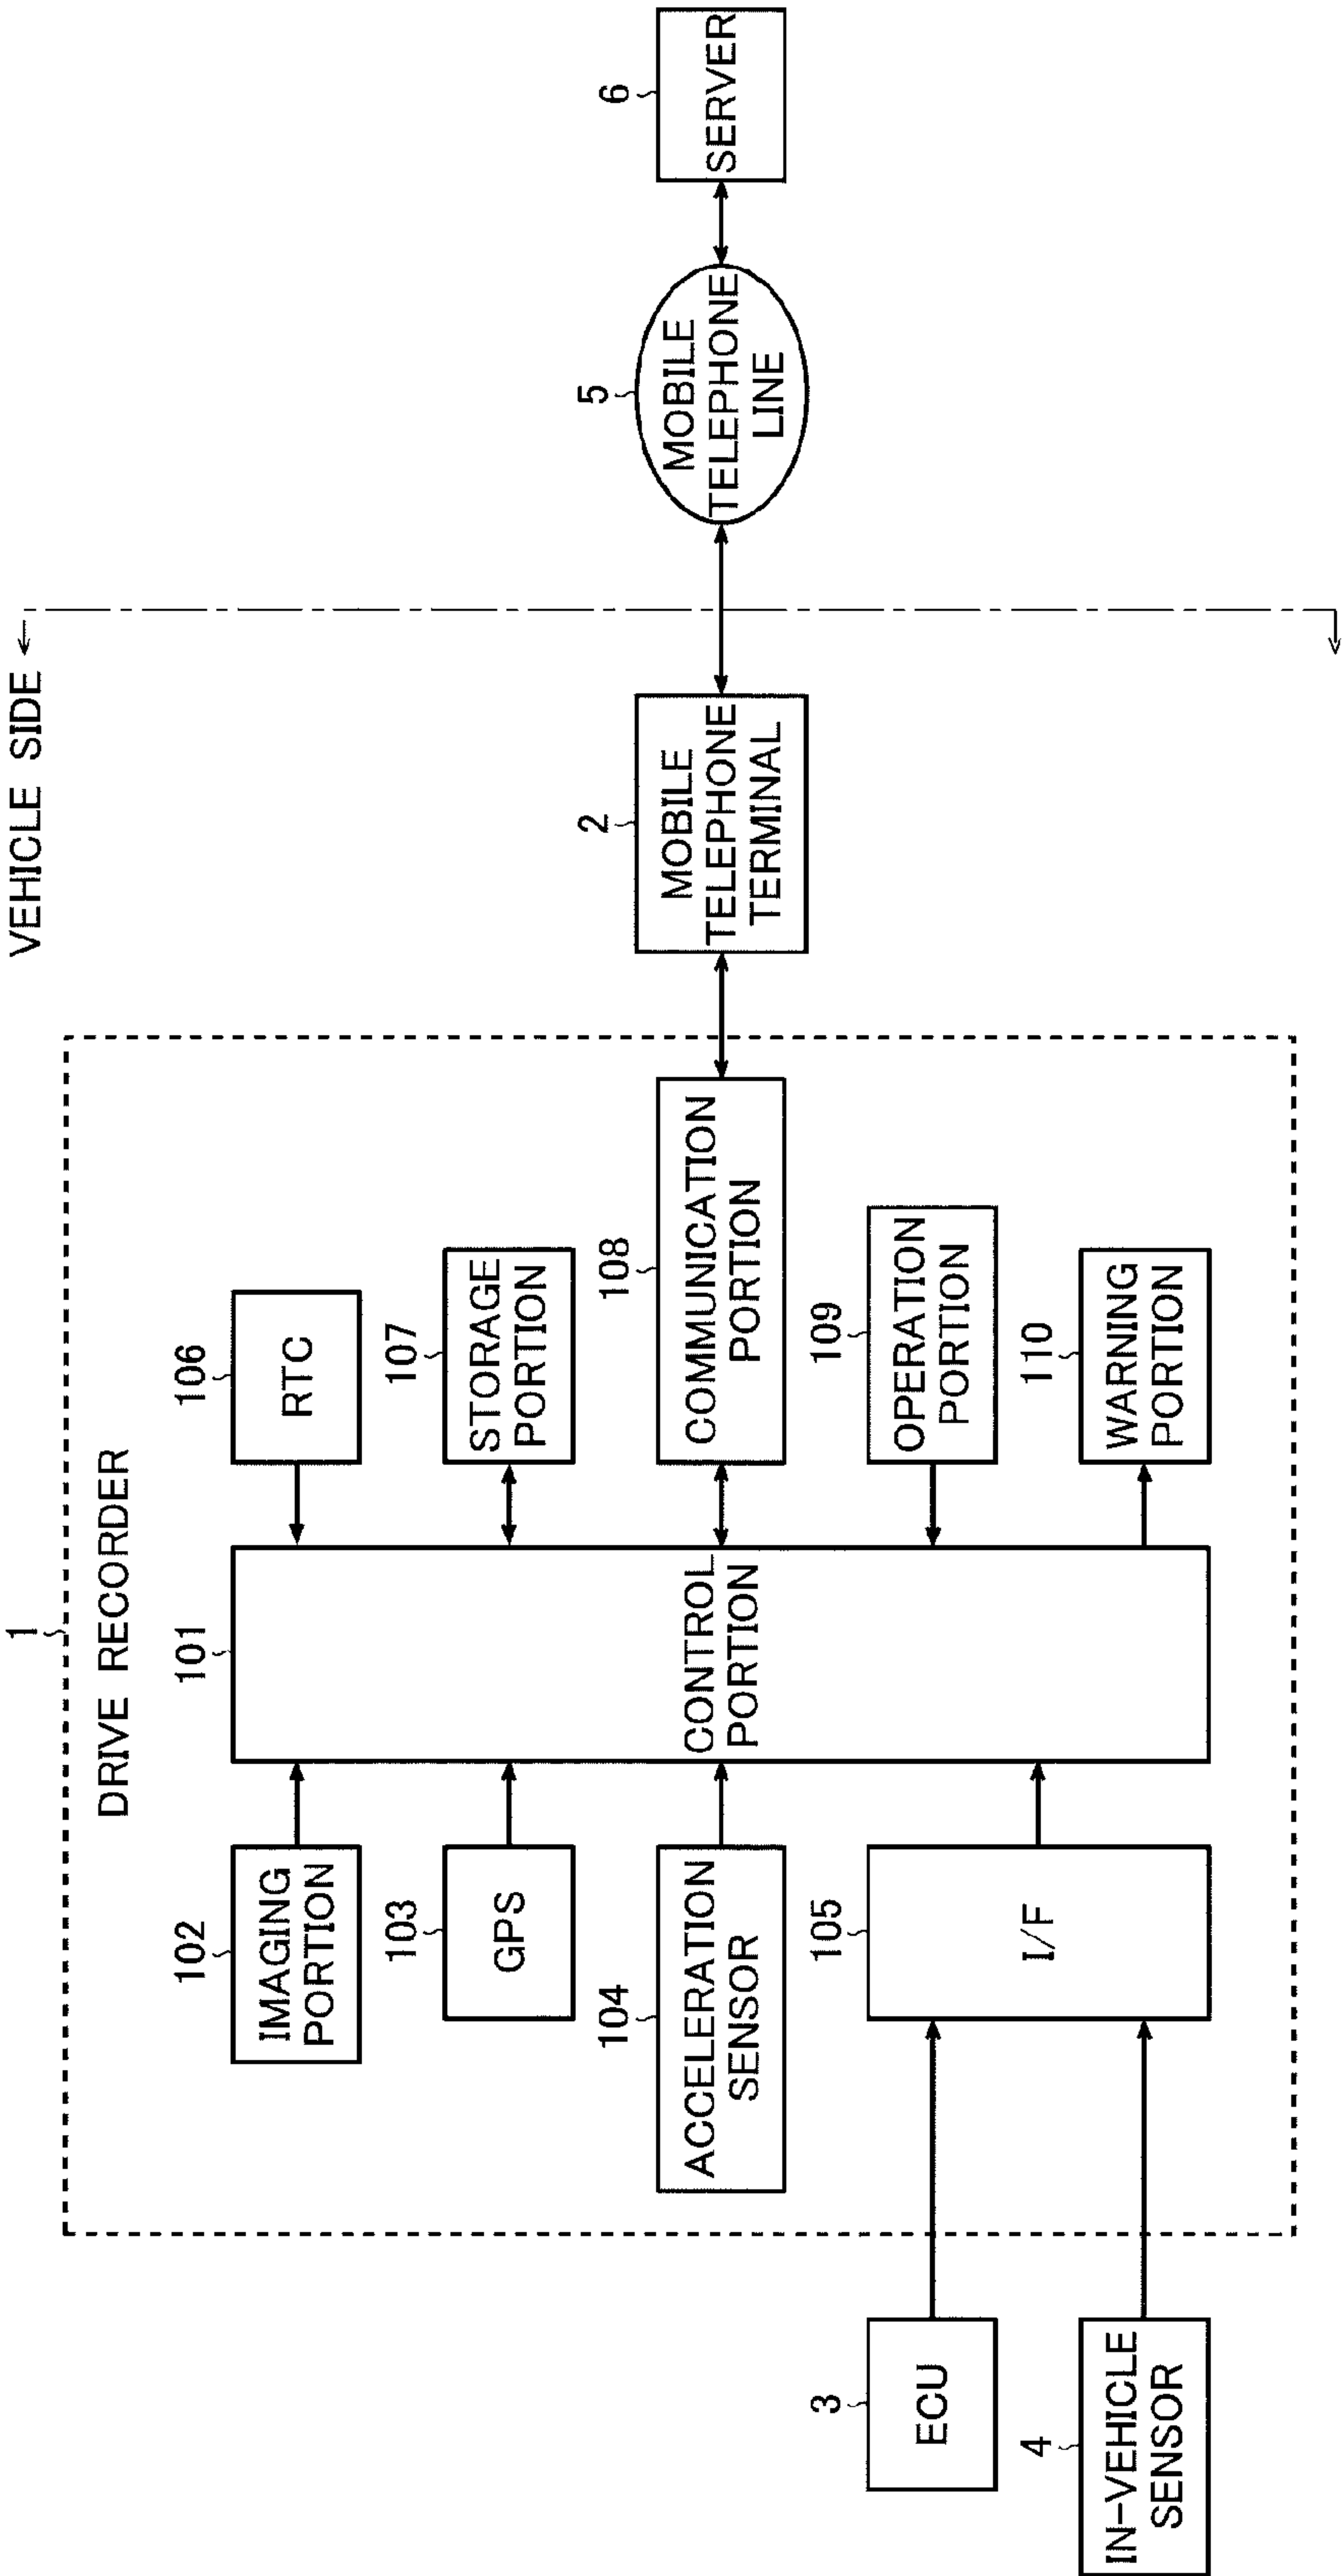 VEHICLE SIDE
1
DRIVE RECORDER
102
IMAGING
PORTION
103
GPS
104
ACCELERATION
SENSOR
105
I/F
3
ECU
4
IN-VEHICLE
SENSOR
101
CONTROL
PORTION
106
RTC
107
STORAGE
PORTION
108
COMMUNICATION
PORTION
109
OPERATION
PORTION
110
WARNING
PORTION
2
MOBILE
TELEPHONE
TERMINAL
5
MOBILE
TELEPHONE
LINE
6
SERVER